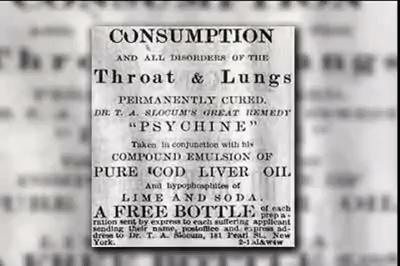 CONSUMPTION
AND ALL DISORDERS OF THE
Throat & Lungs
PERMANENTLY CURED.
DR. T. A. SLOCUM'S GREAT REMEDY
"PSYCHINE"
Taken in conjunction with his
COMPOUND EMULSION OF
PURE COD LIVER OIL
And hypophosphites of
LIME AND SODA.
A FREE BOTTLE of each prepa-
ration sent by express to each suffering applicant
sending their name, postoffice and express ad-
dress to Dr. T. A. Slocum, 181 Pearl St., New
York.